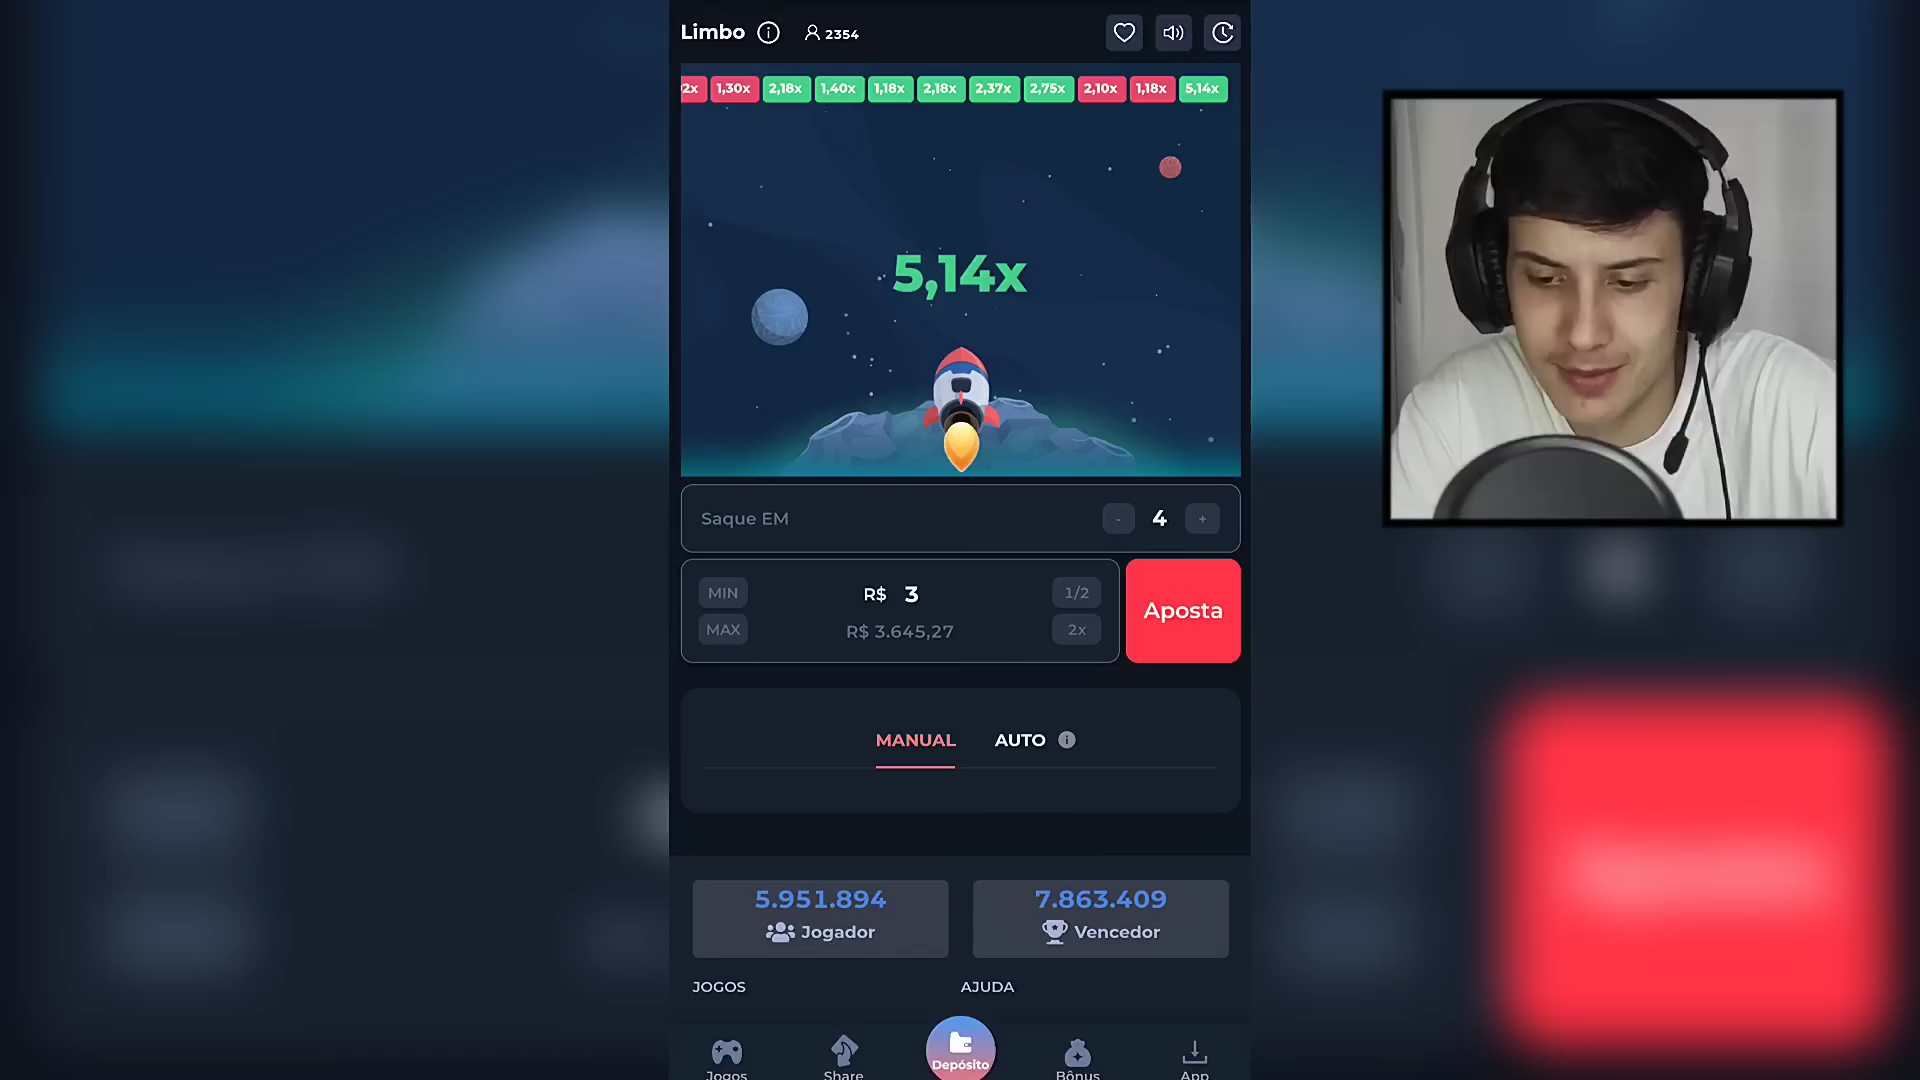 Limbo
2354
2x 1,30x 2,18x 1,40x 1,18x 2,18x 2,37x 2,75x 2,10x 1,18x 5,14x
5,14x
Saque EM - 4 +
MIN R$ 3 1/2
MAX R$ 3.645,27 2x
Aposta
MANUAL AUTO
5.951.894
Jogador
7.863.409
Vencedor
JOGOS AJUDA
Jogos Share Depósito Bônus App